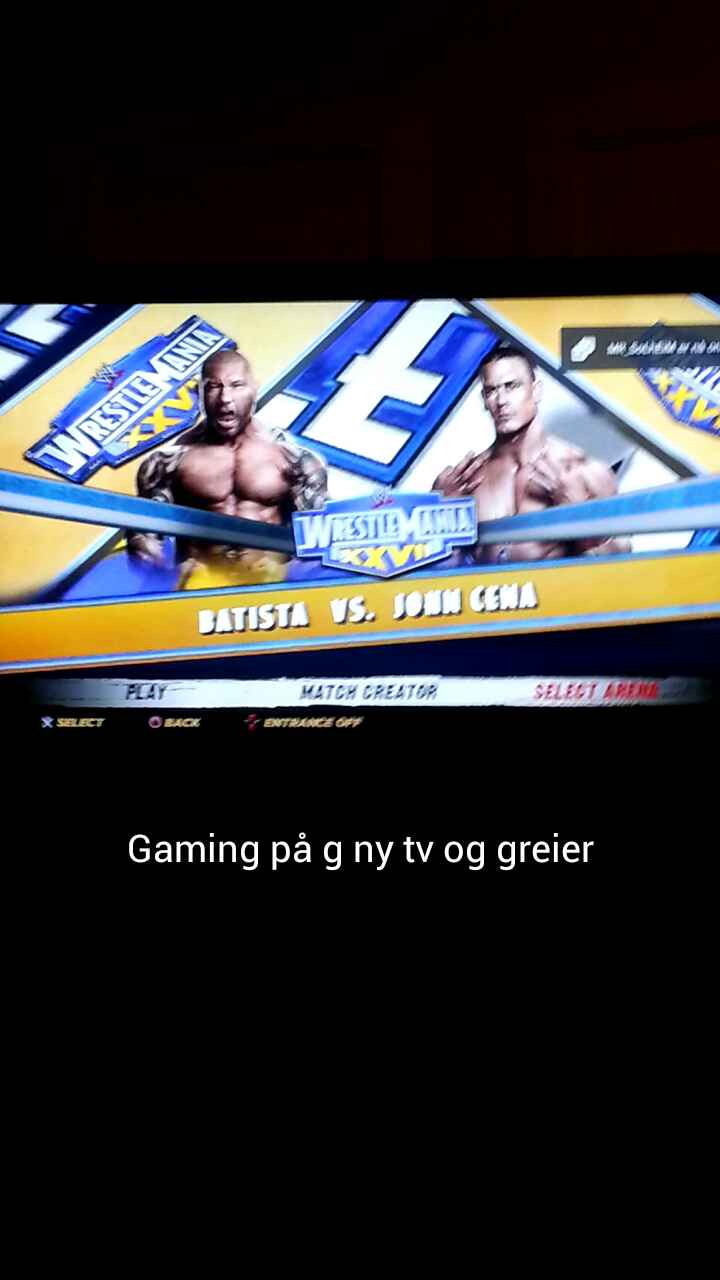 WRESTLEMANIA
XXVII
WRESTLEMANIA
XXVII
BATISTA VS. JOHN CENA
PLAY MATCH CREATOR SELECT ARENA
SELECT BACK ENTRANCE OFF
Gaming på g ny tv og greier